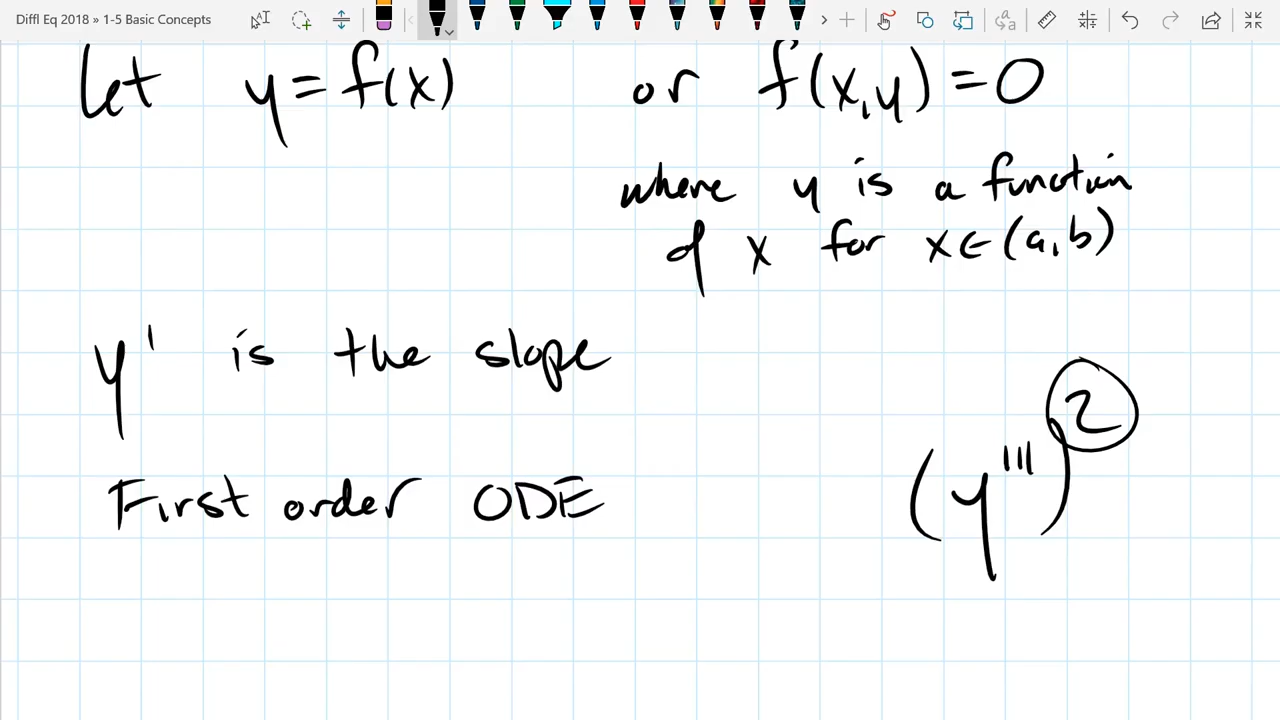 Diffl Eq 2018 » 1-5 Basic Concepts
Let y = f(x) or f(x,y) = 0
where y is a function
of x for x ∈ (a,b)
y' is the slope
(y''')²
First order ODE